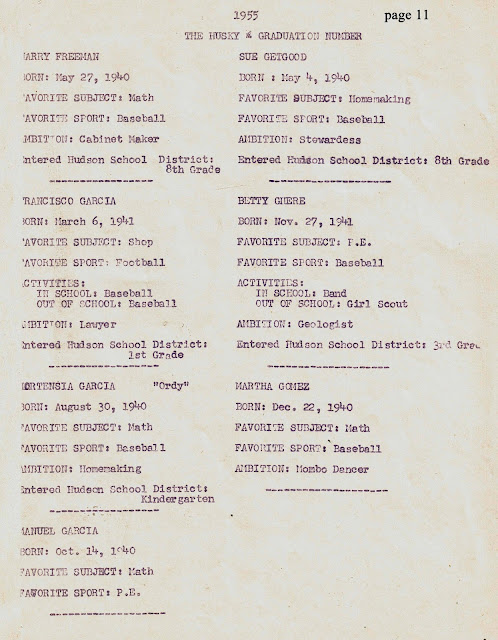 1955
page 11
THE HUSKY & GRADUATION NUMBER
ARRY FREEMAN
BORN: May 27, 1940
FAVORITE SUBJECT: Math
FAVORITE SPORT: Baseball
AMBITION: Cabinet Maker
Entered Hudson School District:
8th Grade
FRANCISCO GARCIA
BORN: March 6, 1941
FAVORITE SUBJECT: Shop
FAVORITE SPORT: Football
ACTIVITIES:
IN SCHOOL: Baseball
OUT OF SCHOOL: Baseball
AMBITION: Lawyer
Entered Hudson School District:
1st Grade
HORTENSIA GARCIA "Ordy"
BORN: August 30, 1940
FAVORITE SUBJECT: Math
FAVORITE SPORT: Baseball
AMBITION: Homemaking
Entered Hudson School District:
Kindergarten
MANUEL GARCIA
BORN: Oct. 14, 1940
FAVORITE SUBJECT: Math
FAVORITE SPORT: P.E.
SUE GETGOOD
BORN : May 4, 1940
FAVORITE SUBJECT: Homemaking
FAVORITE SPORT: Baseball
AMBITION: Stewardess
Entered Hudson School District: 8th Grade
BETTY GHERE
BORN: Nov. 27, 1941
FAVORITE SUBJECT: P.E.
FAVORITE SPORT: Baseball
ACTIVITIES:
IN SCHOOL: Band
OUT OF SCHOOL: Girl Scout
AMBITION: Geologist
Entered Hudson School District: 3rd
MARTHA GOMEZ
BORN: Dec. 22, 1940
FAVORITE SUBJECT: Math
FAVORITE SPORT: Baseball
AMBITION: Mombo Dancer